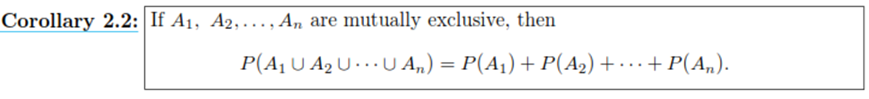 Corollary 2.2: If A₁, A₂, . . . , Aₙ are mutually exclusive, then
P(A₁ ∪ A₂ ∪ · · · ∪ Aₙ) = P(A₁) + P(A₂) + · · · + P(Aₙ).